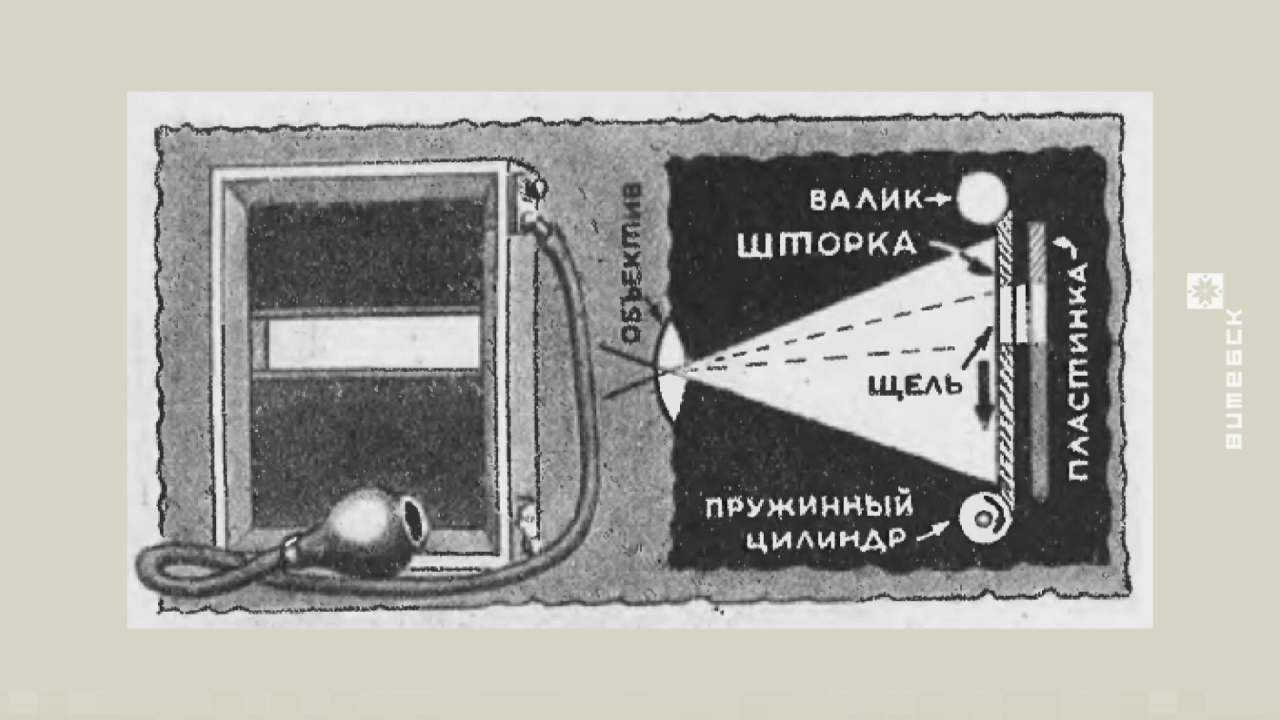 ОБЪЕКТИВ
ВАЛИК
ШТОРКА
ЩЕЛЬ
ПЛАСТИНКА
ПРУЖИННЫЙ
ЦИЛИНДР
ВИТЕБСК